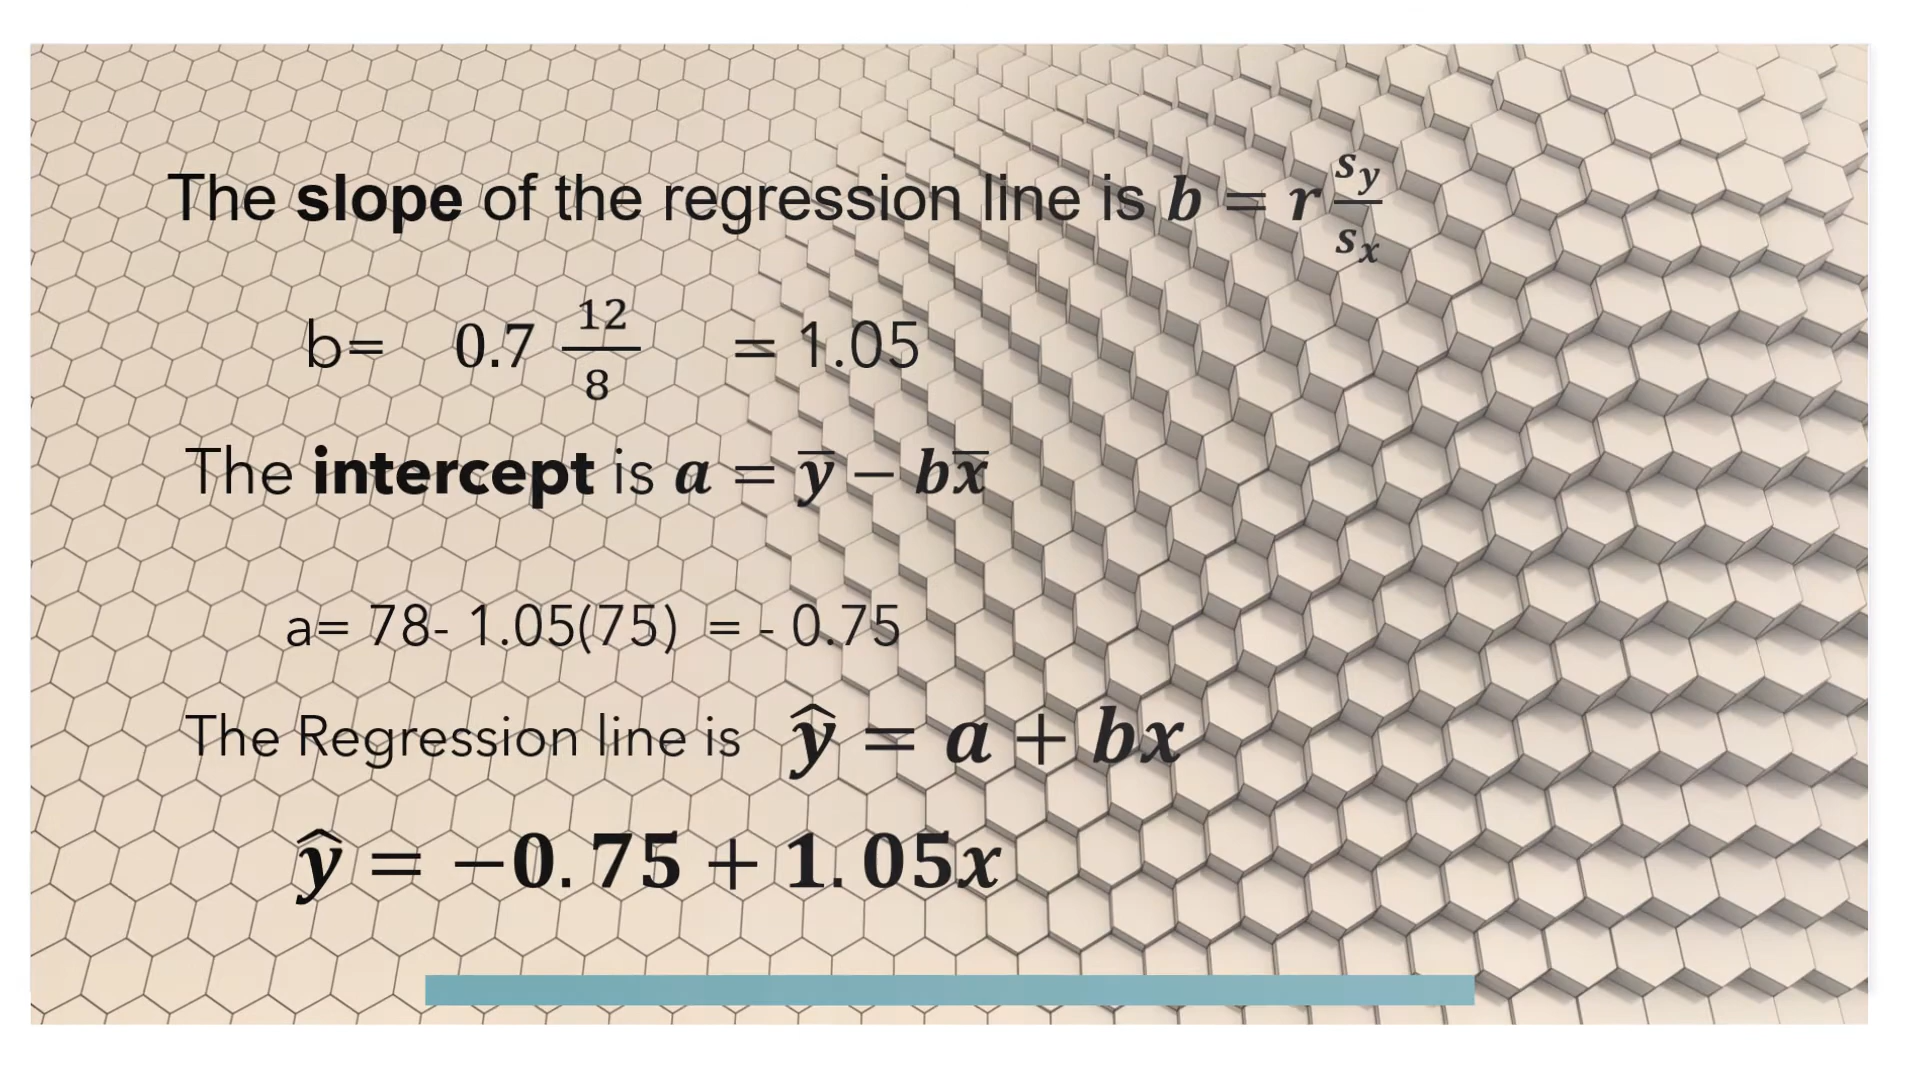 The slope of the regression line is b = r s_y/s_x
b= 0.7 12/8 = 1.05
The intercept is a = y̅ − bx̅
a= 78- 1.05(75) = - 0.75
The Regression line is ŷ = a + bx
ŷ = −0.75 + 1.05x